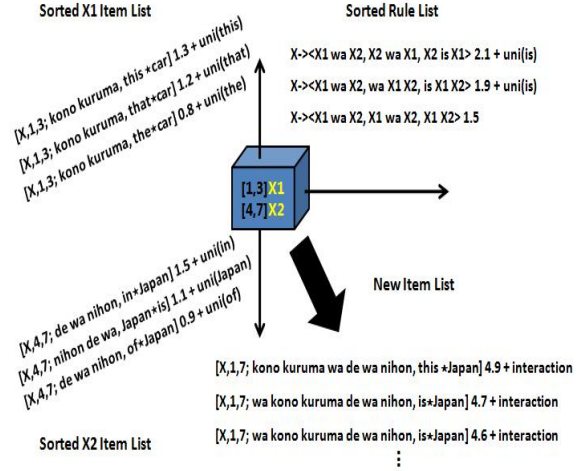 Sorted X1 Item List
[X,1,3; kono kuruma, this ⋆car] 1.3 + uni(this)
[X,1,3; kono kuruma, that⋆car] 1.2 + uni(that)
[X,1,3; kono kuruma, the⋆car] 0.8 + uni(the)
Sorted Rule List
X-><X1 wa X2, X2 wa X1, X2 is X1> 2.1 + uni(is)
X-><X1 wa X2, wa X1 X2, is X1 X2> 1.9 + uni(is)
X-><X1 wa X2, X1 wa X2, X1 X2> 1.5
[1,3]X1
[4,7]X2
[X,4,7; de wa nihon, in⋆Japan] 1.5 + uni(in)
[X,4,7; nihon de wa, Japan⋆is] 1.1 + uni(Japan)
[X,4,7; de wa nihon, of⋆Japan] 0.9 + uni(of)
Sorted X2 Item List
New Item List
[X,1,7; kono kuruma wa de wa nihon, this ⋆Japan] 4.9 + interaction
[X,1,7; wa kono kuruma de wa nihon, is⋆Japan] 4.7 + interaction
[X,1,7; wa kono kuruma de wa nihon, is⋆Japan] 4.6 + interaction
⋮